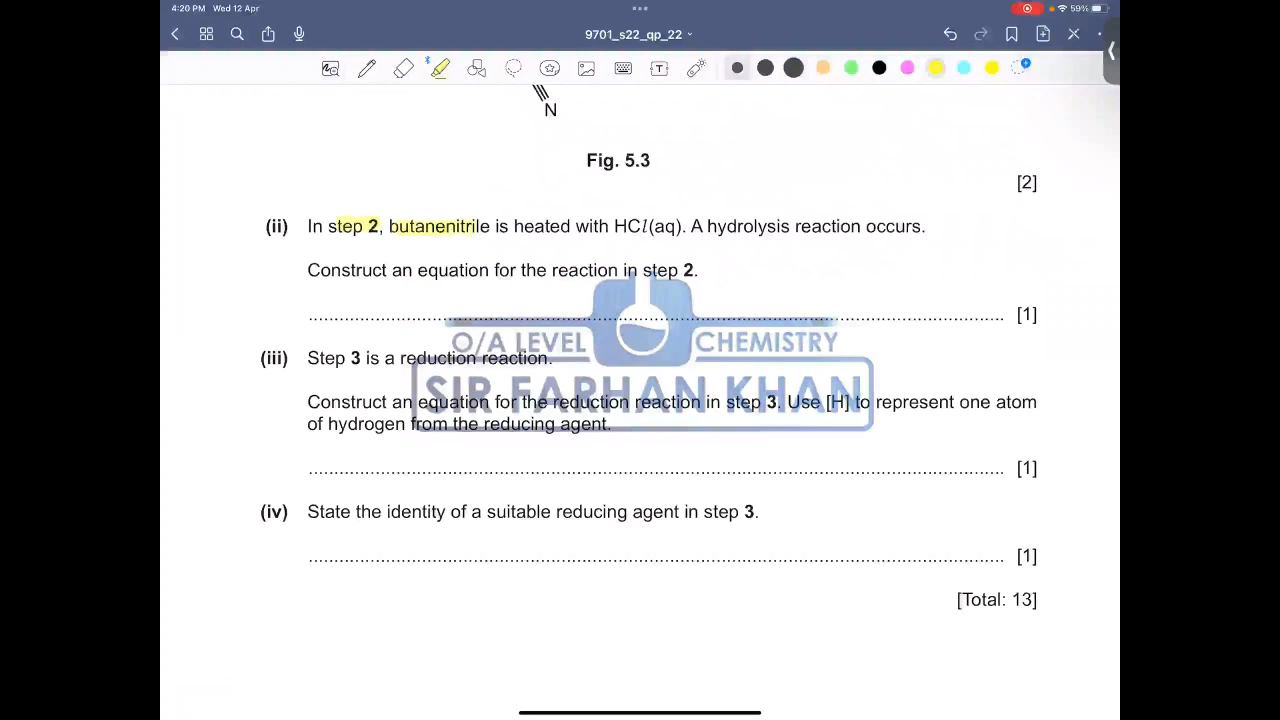 4:20 PM Wed 12 Apr
59%
9701_s22_qp_22
T
N
Fig. 5.3
[2]
(ii) In step 2, butanenitrile is heated with HCl(aq). A hydrolysis reaction occurs.
Construct an equation for the reaction in step 2.
................................................................................................................................ [1]
O/A LEVEL CHEMISTRY
(iii) Step 3 is a reduction reaction.
SIR FARHAN KHAN
Construct an equation for the reduction reaction in step 3. Use [H] to represent one atom
of hydrogen from the reducing agent.
................................................................................................................................ [1]
(iv) State the identity of a suitable reducing agent in step 3.
................................................................................................................................ [1]
[Total: 13]